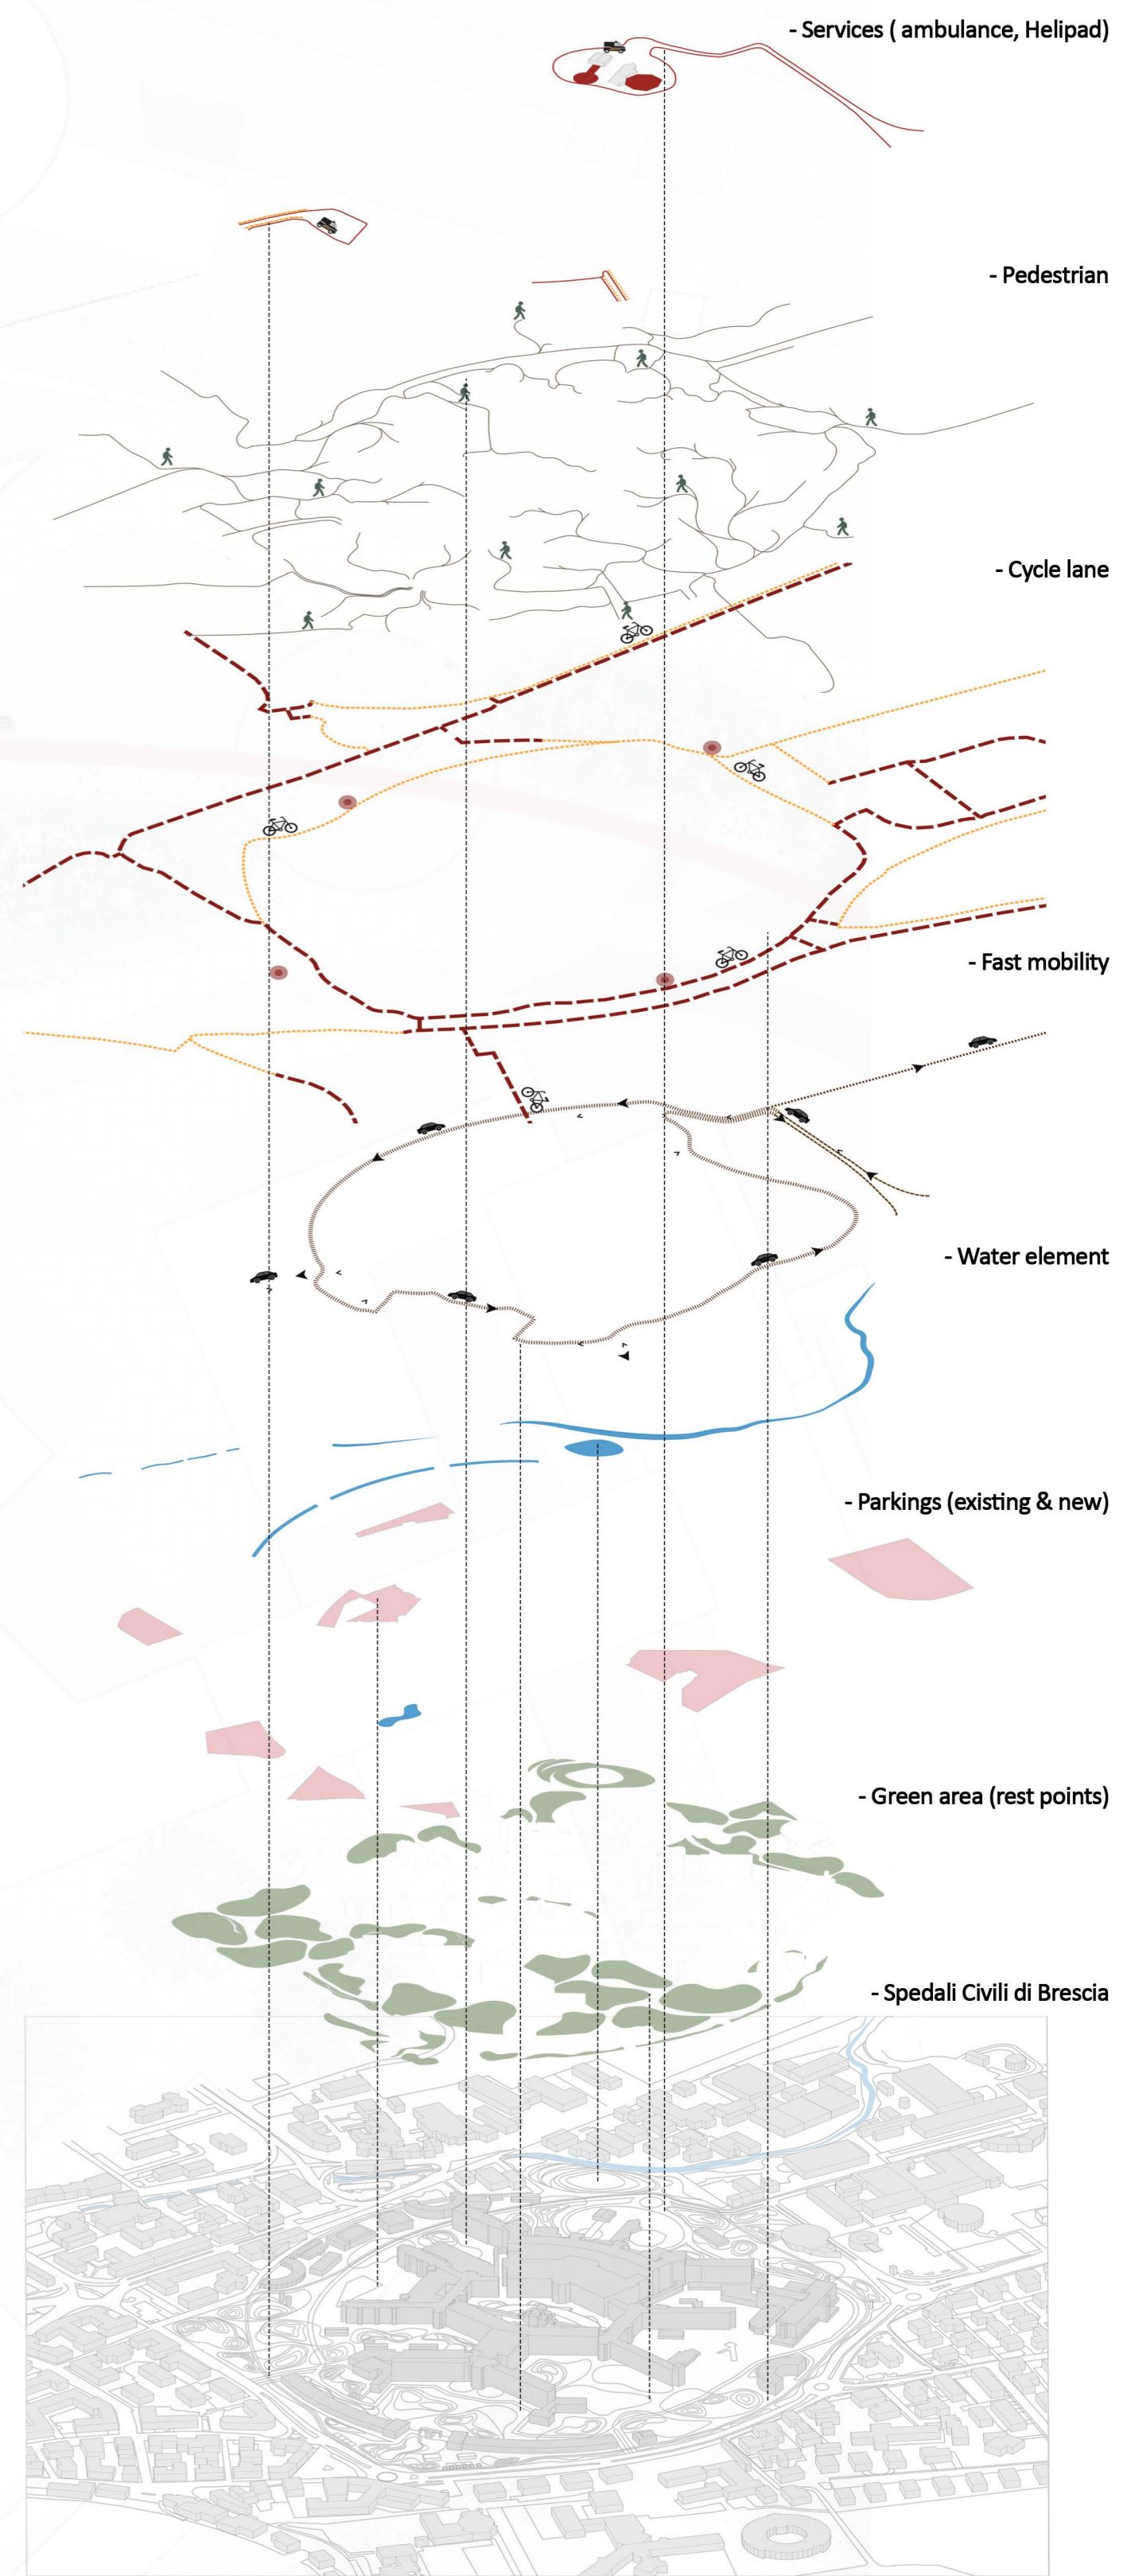 - Services ( ambulance, Helipad)
- Pedestrian
- Cycle lane
- Fast mobility
- Water element
- Parkings (existing & new)
- Green area (rest points)
- Spedali Civili di Brescia